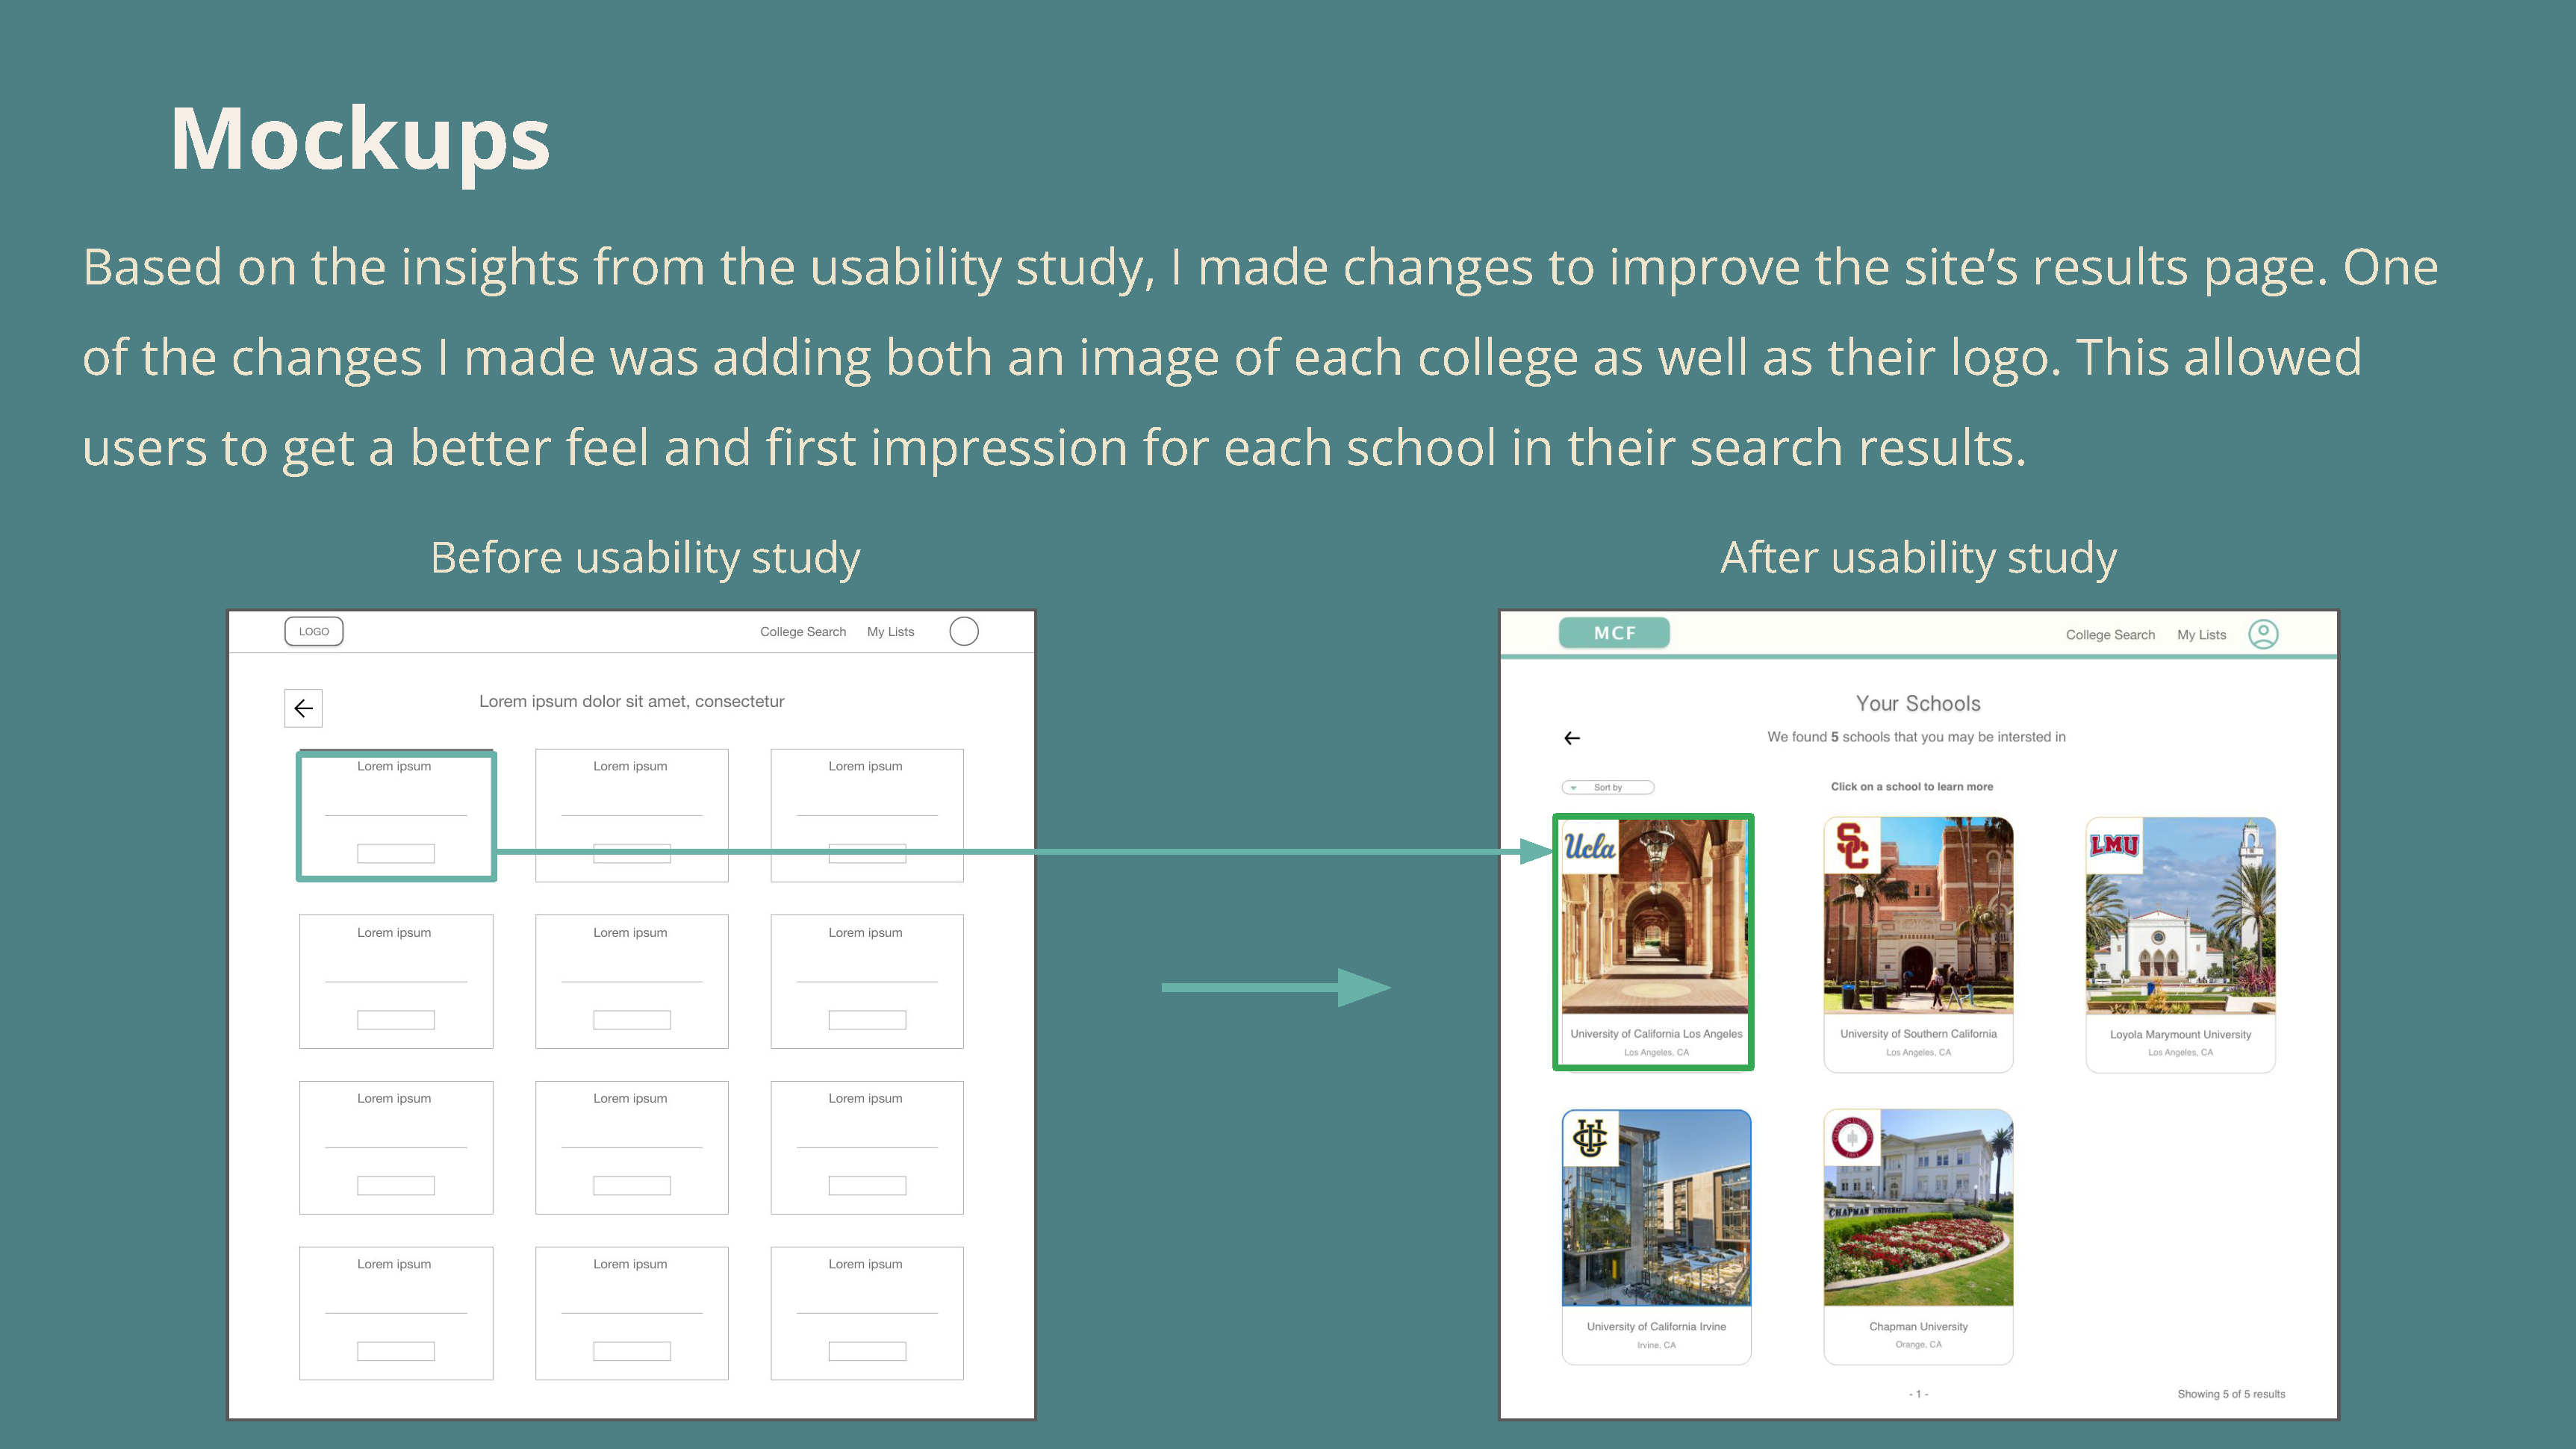 Mockups
Based on the insights from the usability study, I made changes to improve the site’s results page. One
of the changes I made was adding both an image of each college as well as their logo. This allowed
users to get a better feel and first impression for each school in their search results.
Before usability study
LOGO
College Search My Lists
Lorem ipsum dolor sit amet, consectetur
Lorem ipsum Lorem ipsum Lorem ipsum
Lorem ipsum Lorem ipsum Lorem ipsum
Lorem ipsum Lorem ipsum Lorem ipsum
Lorem ipsum Lorem ipsum Lorem ipsum
After usability study
MCF
College Search My Lists
Your Schools
We found 5 schools that you may be intersted in
Sort by
Click on a school to learn more
Ucla
SC
LMU
University of California Los Angeles
Los Angeles, CA
University of Southern California
Los Angeles, CA
Loyola Marymount University
Los Angeles, CA
UC
CHAPMAN UNIVERSITY
University of California Irvine
Irvine, CA
Chapman University
Orange, CA
- 1 -
Showing 5 of 5 results